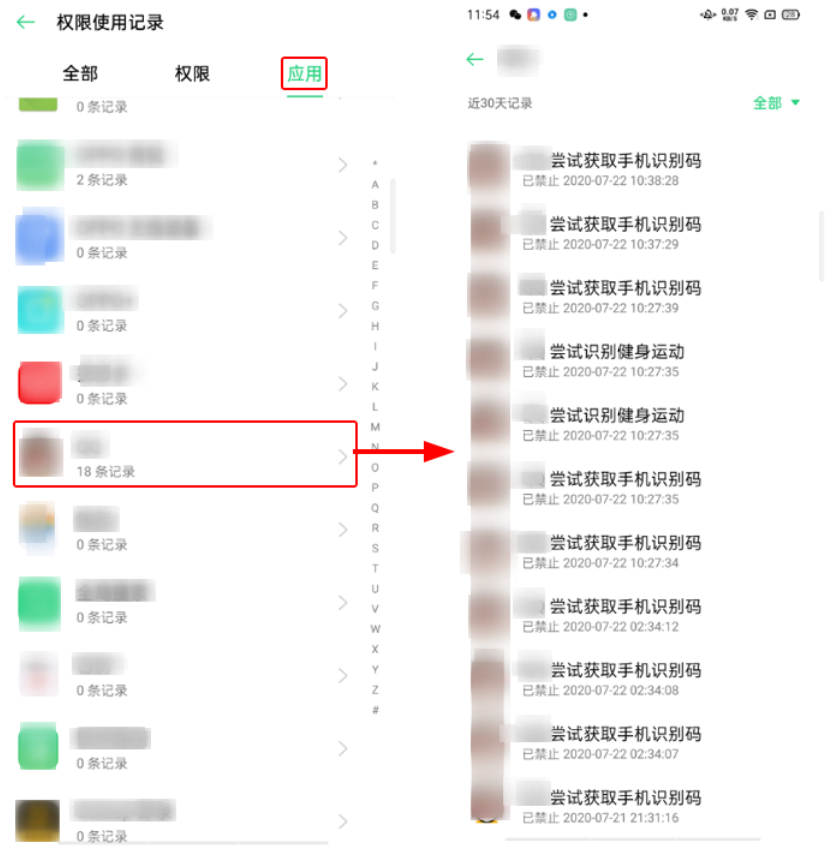 权限使用记录
全部 权限 应用
0 条记录
2 条记录
0 条记录
0 条记录
0 条记录
18 条记录
0 条记录
0 条记录
0 条记录
0 条记录
0 条记录
*
A
B
C
D
E
F
G
H
I
J
K
L
M
N
O
P
Q
R
S
T
U
V
W
X
Y
Z
#
11:54 0.07 KB/S 28
近30天记录 全部
尝试获取手机识别码
已禁止 2020-07-22 10:38:28
尝试获取手机识别码
已禁止 2020-07-22 10:37:29
尝试获取手机识别码
已禁止 2020-07-22 10:27:39
尝试识别健身运动
已禁止 2020-07-22 10:27:35
尝试识别健身运动
已禁止 2020-07-22 10:27:35
尝试获取手机识别码
已禁止 2020-07-22 10:27:35
尝试获取手机识别码
已禁止 2020-07-22 10:27:34
尝试获取手机识别码
已禁止 2020-07-22 02:34:12
尝试获取手机识别码
已禁止 2020-07-22 02:34:08
尝试获取手机识别码
已禁止 2020-07-22 02:34:07
尝试获取手机识别码
已禁止 2020-07-21 21:31:16